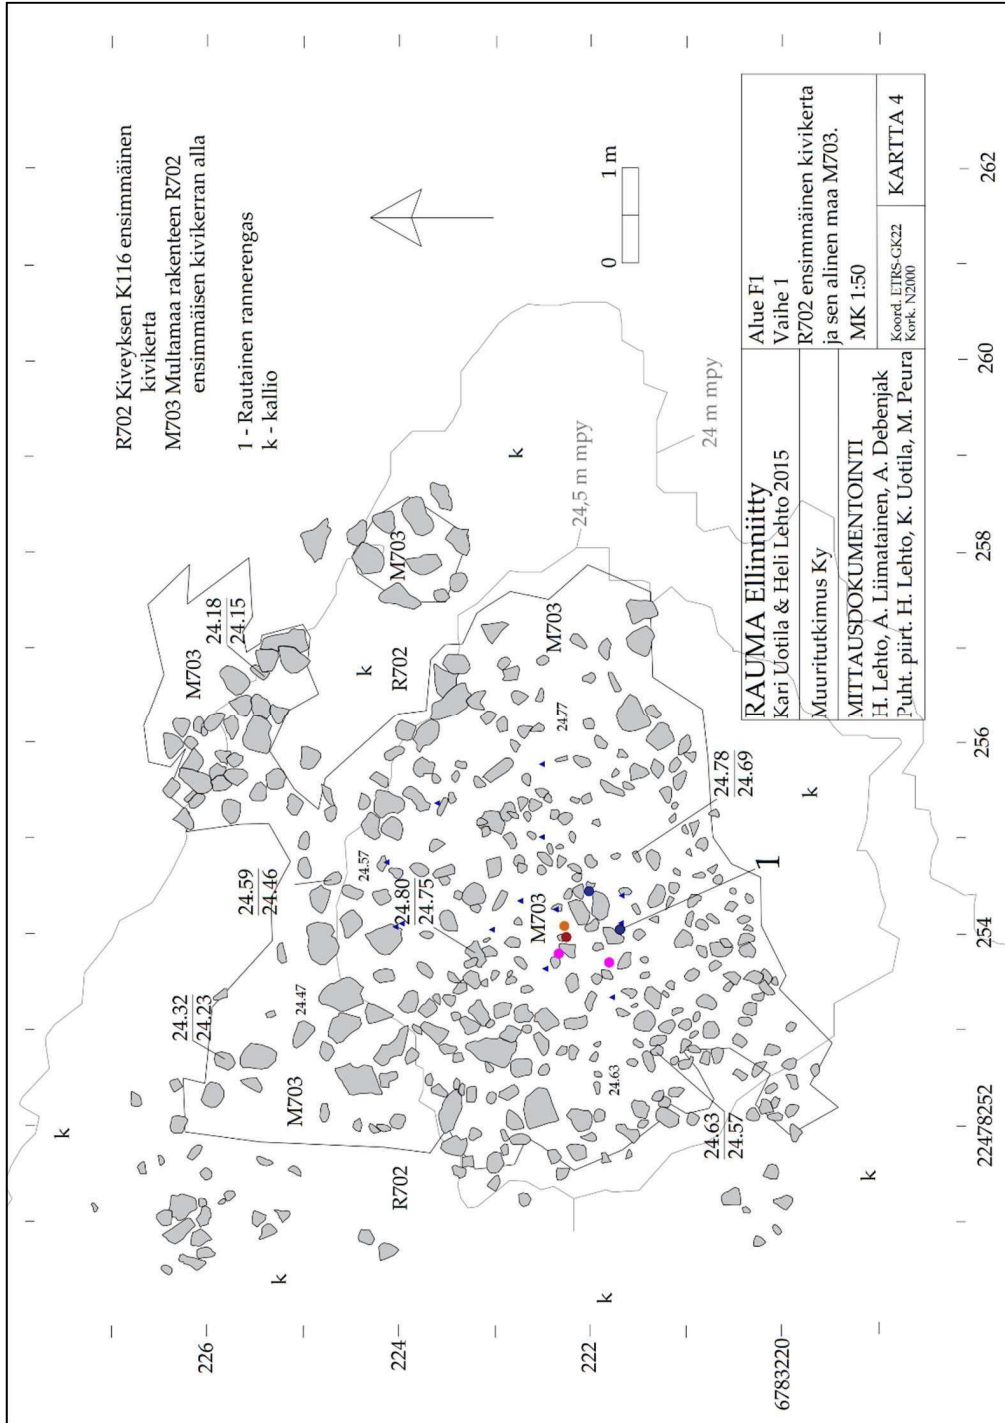 R702 Kiveyksen K116 ensimmäinen
kivikerta
M703 Multamaa rakenteen R702
ensimmäisen kivikerran alla
1 - Rautainen rannerengas
k - kallio
0 1 m
226
224
222
6783220
22478252
254
256
258
260
262
k
k
k
k
k
k
k
M703
M703
M703
M703
M703
R702
R702
24.18
24.15
24.59
24.46
24.80
24.75
24.32
24.23
24.78
24.69
24.63
24.57
24.57
24.47
24.77
24.63
24,5 m mpy
24 m mpy
1
RAUMA Ellinniitty
Kari Uotila & Heli Lehto 2015
Muuritutkimus Ky
MITTAUSDOKUMENTOINTI
H. Lehto, A. Liimatainen, A. Debenjak
Puht. piirt. H. Lehto, K. Uotila, M. Peura
Alue F1
Vaihe 1
R702 ensimmäinen kivikerta
ja sen alinen maa M703.
MK 1:50
Koord. ETRS-GK22
Kork. N2000
KARTTA 4